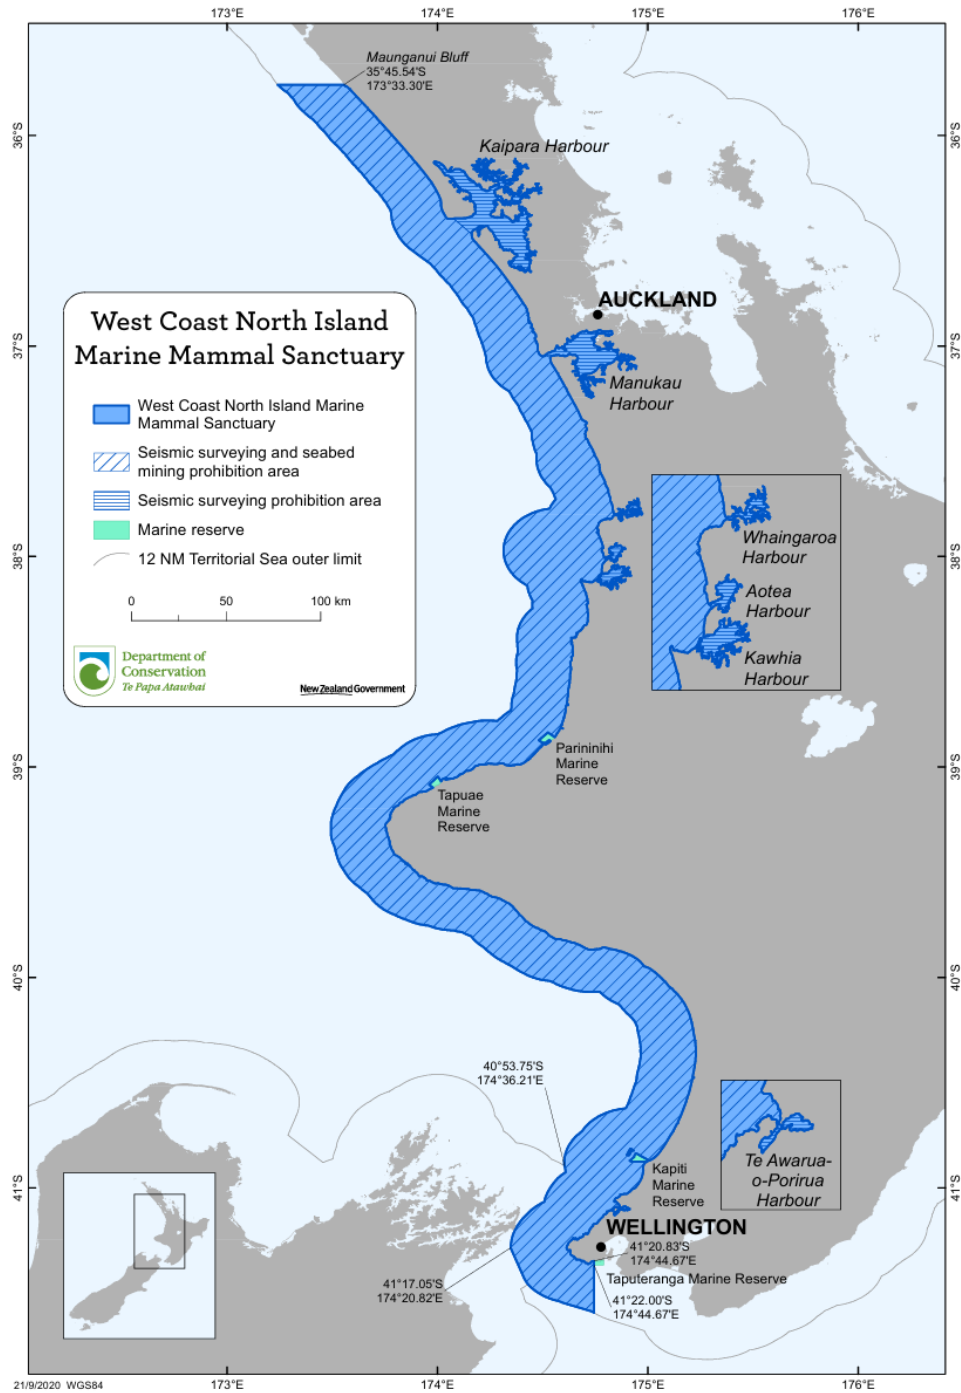 173°E
174°E
175°E
176°E
Maunganui Bluff
35°45.54'S
173°33.30'E
36°S
36°S
Kaipara Harbour
AUCKLAND
37°S
37°S
Manukau
Harbour
West Coast North Island
Marine Mammal Sanctuary
West Coast North Island Marine
Mammal Sanctuary
Seismic surveying and seabed
mining prohibition area
Seismic surveying prohibition area
Marine reserve
12 NM Territorial Sea outer limit
0
50
100 km
Department of
Conservation
Te Papa Atawhai
New Zealand Government
Whaingaroa
Harbour
Aotea
Harbour
Kawhia
Harbour
38°S
38°S
Parininihi
Marine
Reserve
39°S
39°S
Tapuae
Marine
Reserve
40°S
40°S
40°53.75'S
174°36.21'E
Te Awarua-
o-Porirua
Harbour
Kapiti
Marine
Reserve
41°S
41°S
WELLINGTON
41°20.83'S
174°44.67'E
Taputeranga Marine Reserve
41°17.05'S
174°20.82'E
41°22.00'S
174°44.67'E
21/9/2020 WGS84
173°E
174°E
175°E
176°E